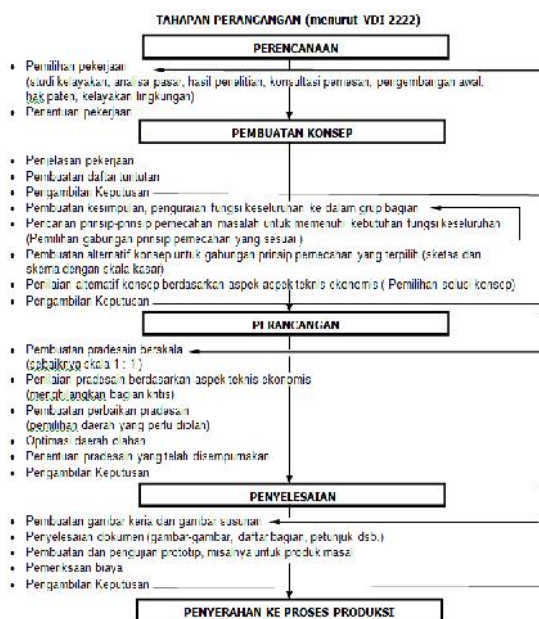 TAHAPAN PERANCANGAN (menurut VDI 2222)
PERENCANAAN
• Pemilihan pekerjaan
(studi kelayakan, analisa pasar, hasil penelitian, konsultasi pemesan, pengembangan awal,
hak paten, kelayakan lingkungan)
• Penentuan pekerjaan
PEMBUATAN KONSEP
• Penjelasan pekerjaan
• Pembuatan daftar tuntutan
• Pengambilan Keputusan
• Pembuatan kesimpulan, penguraian fungsi keseluruhan ke dalam grup bagian
• Pencarian prinsip-prinsip pemecahan masalah untuk memenuhi kebutuhan fungsi keseluruhan
(Pemilihan gabungan prinsip pemecahan yang sesuai )
• Pembuatan alternatif konsep untuk gabungan prinsip pemecahan yang terpilih (sketsa dan
skema dengan skala kasar)
• Penilaian alternatif konsep berdasarkan aspek aspek teknis ekonomis ( Pemilihan solusi konsep)
• Pengambilan Keputusan
PERANCANGAN
• Pembuatan pradesain berskala
(sebaiknya skala 1 : 1 )
• Penilaian pradesain berdasarkan aspek teknis ekonomis
(menghilangkan bagian kritis)
• Pembuatan perbaikan pradesain
(pemilihan daerah yang perlu diolah)
• Optimasi daerah olahan
• Penentuan pradesain yang telah disempurnakan
• Pengambilan Keputusan
PENYELESAIAN
• Pembuatan gambar kerja dan gambar susunan
• Penyelesaian dokumen (gambar-gambar, daftar bagian, petunjuk dsb.)
• Pembuatan dan pengujian prototip, misalnya untuk produk masal
• Pemeriksaan biaya
• Pengambilan Keputusan
PENYERAHAN KE PROSES PRODUKSI